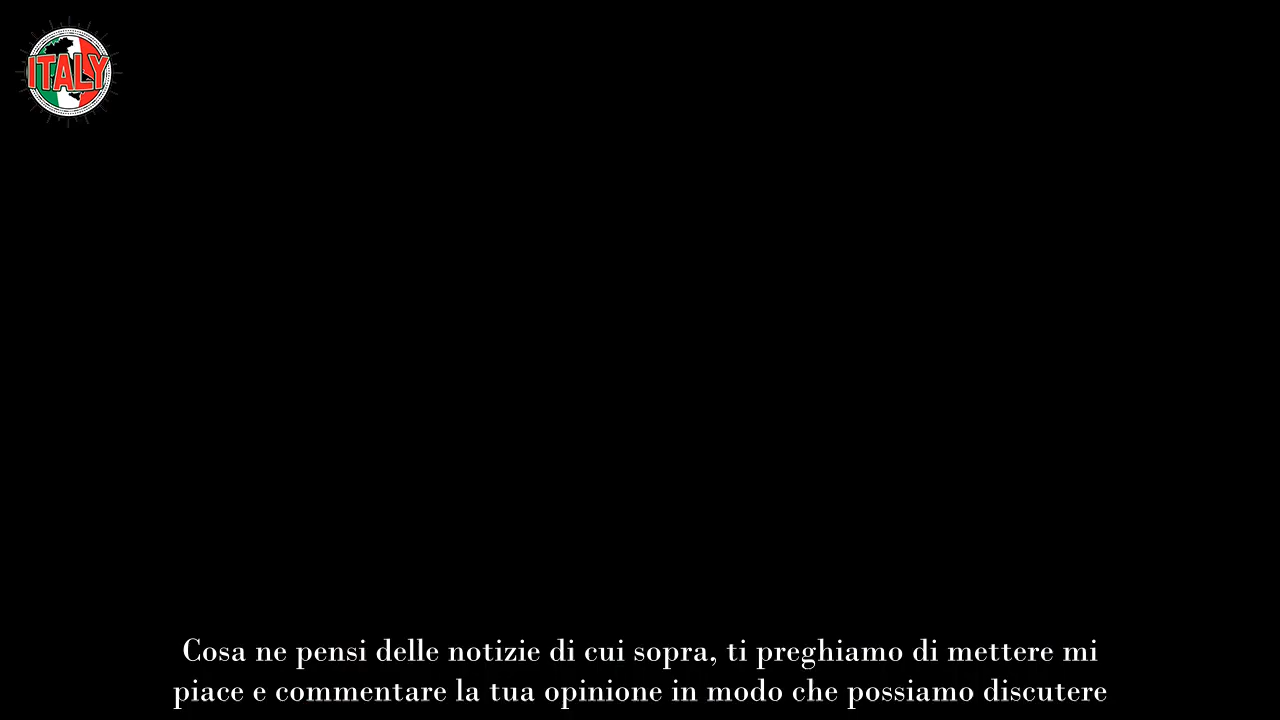 ITALY
Cosa ne pensi delle notizie di cui sopra, ti preghiamo di mettere mi
piace e commentare la tua opinione in modo che possiamo discutere